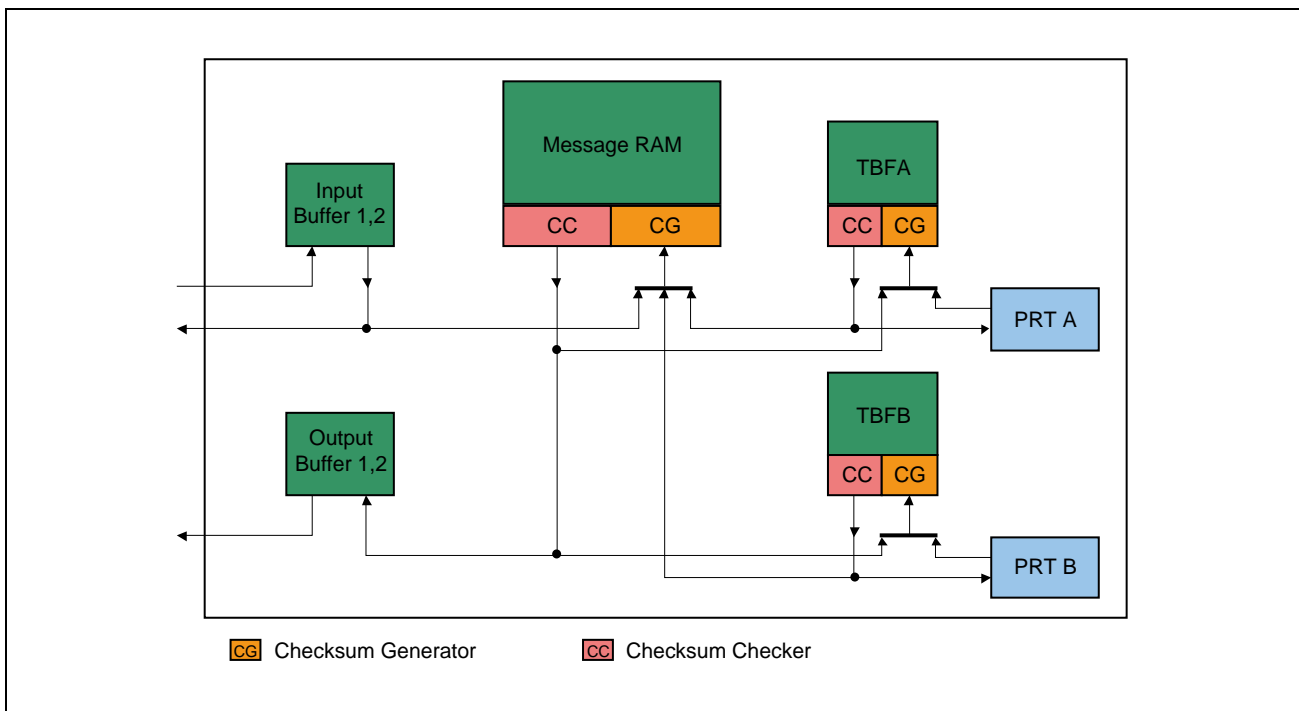 Message RAM
CC CG
TBFA
CC CG
Input
Buffer 1,2
PRT A
TBFB
CC CG
Output
Buffer 1,2
PRT B
CG Checksum Generator
CC Checksum Checker